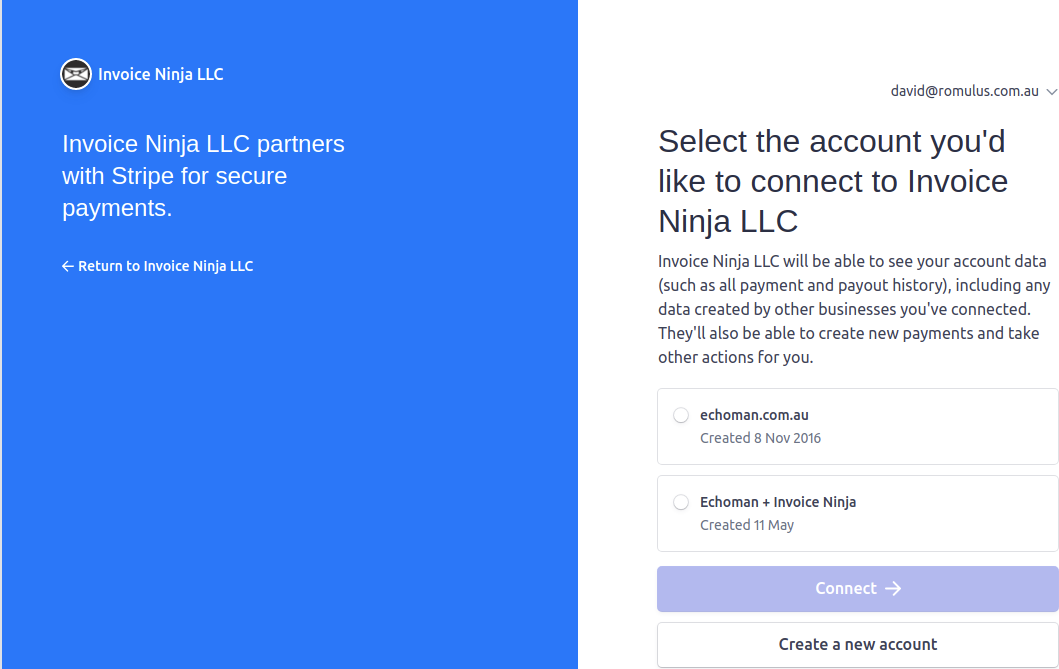 Invoice Ninja LLC
Invoice Ninja LLC partners
with Stripe for secure
payments.
← Return to Invoice Ninja LLC
david@romulus.com.au
Select the account you'd
like to connect to Invoice
Ninja LLC
Invoice Ninja LLC will be able to see your account data
(such as all payment and payout history), including any
data created by other businesses you've connected.
They'll also be able to create new payments and take
other actions for you.
echoman.com.au
Created 8 Nov 2016
Echoman + Invoice Ninja
Created 11 May
Connect →
Create a new account